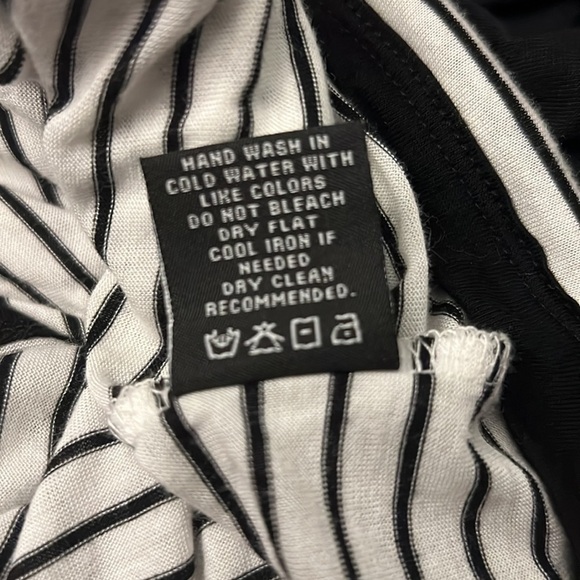 HAND WASH IN
COLD WATER WITH
LIKE COLORS
DO NOT BLEACH
DRY FLAT
COOL IRON IF
NEEDED
DRY CLEAN
RECOMMENDED.